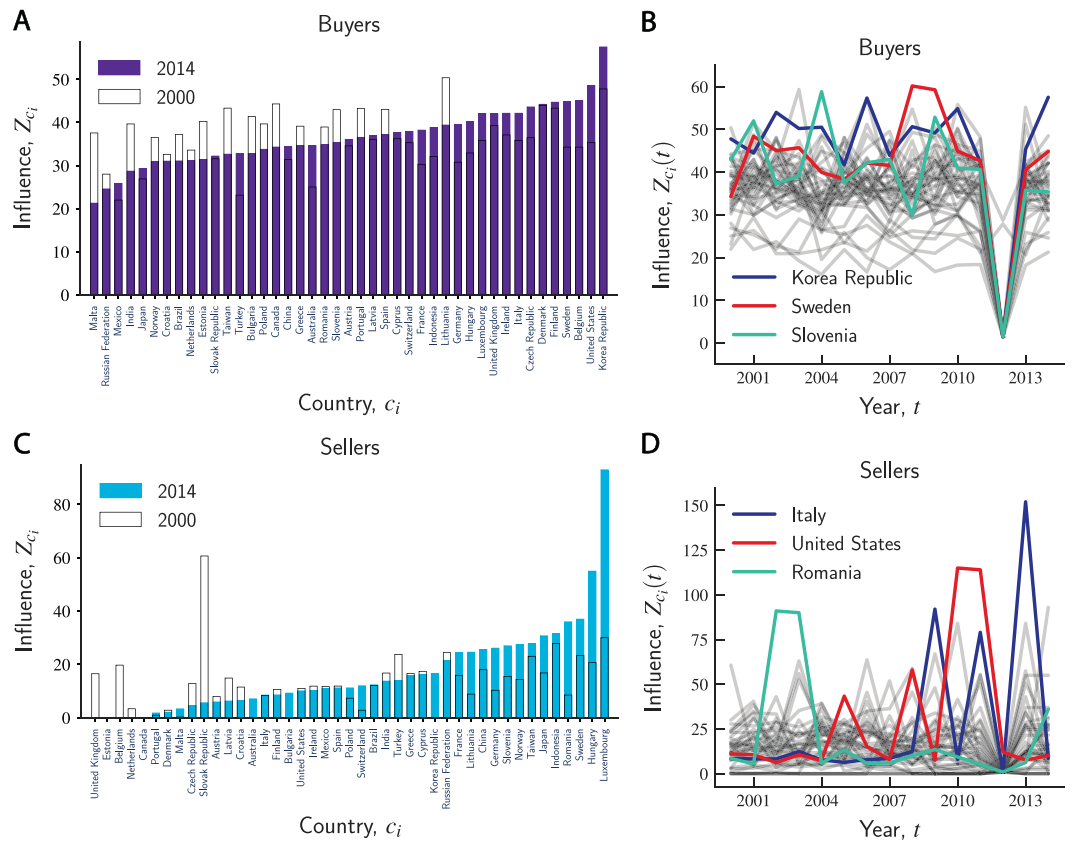 A
Buyers
2014
2000
Influence, Z_{c_i}
50
40
30
20
10
0
Malta
Russian Federation
Mexico
India
Japan
Norway
Croatia
Brazil
Netherlands
Estonia
Slovak Republic
Taiwan
Turkey
Bulgaria
Poland
Canada
China
Greece
Australia
Romania
Slovenia
Austria
Portugal
Latvia
Spain
Cyprus
Switzerland
France
Indonesia
Lithuania
Germany
Hungary
Luxembourg
United Kingdom
Ireland
Italy
Czech Republic
Denmark
Finland
Sweden
Belgium
United States
Korea Republic
Country, c_i
B
Buyers
Influence, Z_{c_i}(t)
60
50
40
30
20
10
0
Korea Republic
Sweden
Slovenia
2001
2004
2007
2010
2013
Year, t
C
Sellers
2014
2000
Influence, Z_{c_i}
80
60
40
20
0
United Kingdom
Estonia
Belgium
Netherlands
Canada
Portugal
Denmark
Malta
Czech Republic
Slovak Republic
Austria
Latvia
Croatia
Australia
Italy
Finland
Bulgaria
United States
Ireland
Mexico
Spain
Poland
Switzerland
Brazil
India
Turkey
Greece
Cyprus
Korea Republic
Russian Federation
France
Lithuania
China
Germany
Slovenia
Norway
Taiwan
Japan
Indonesia
Romania
Sweden
Hungary
Luxembourg
Country, c_i
D
Sellers
Influence, Z_{c_i}(t)
150
125
100
75
50
25
0
Italy
United States
Romania
2001
2004
2007
2010
2013
Year, t